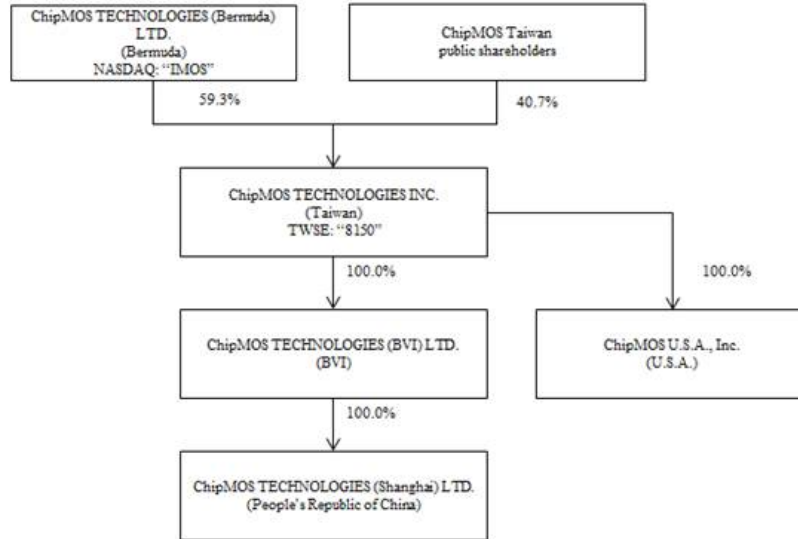 ChipMOS TECHNOLOGIES (Bermuda)
LTD.
(Bermuda)
NASDAQ: “IMOS”
ChipMOS Taiwan
public shareholders
59.3%
40.7%
ChipMOS TECHNOLOGIES INC.
(Taiwan)
TWSE: “8150”
100.0%
100.0%
ChipMOS TECHNOLOGIES (BVI) LTD.
(BVI)
ChipMOS U.S.A., Inc.
(U.S.A.)
100.0%
ChipMOS TECHNOLOGIES (Shanghai) LTD.
(People's Republic of China)